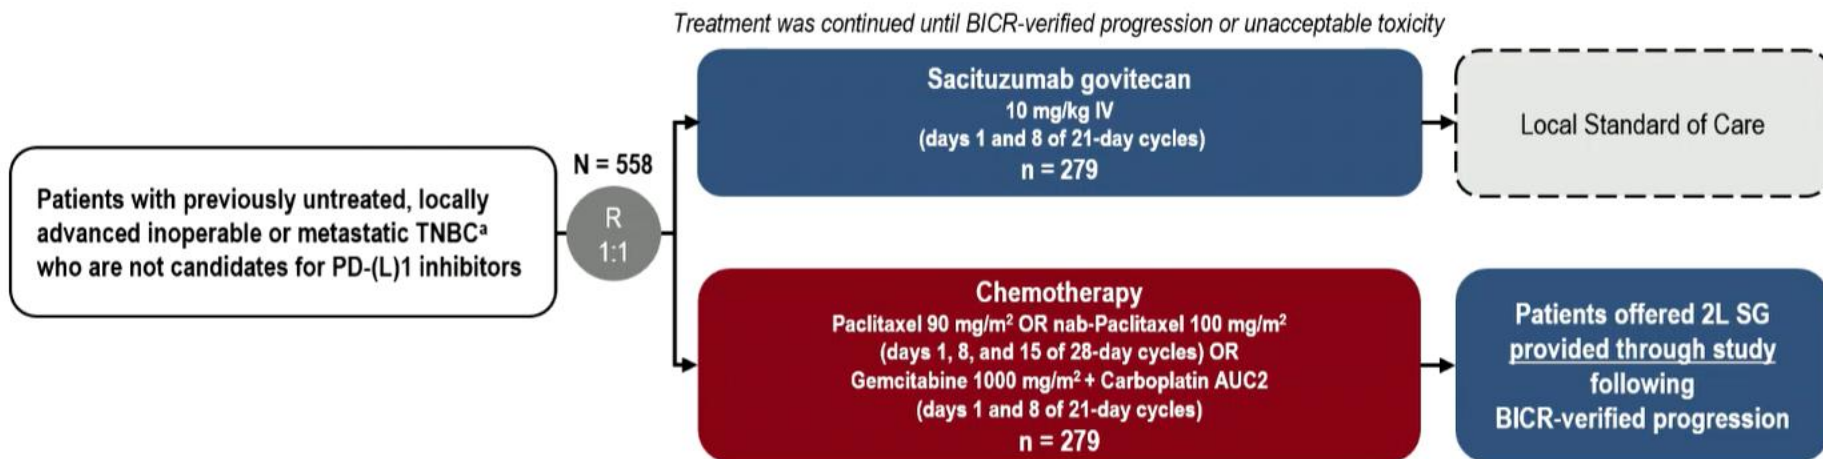 Treatment was continued until BICR-verified progression or unacceptable toxicity
Patients with previously untreated, locally
advanced inoperable or metastatic TNBCᵃ
who are not candidates for PD-(L)1 inhibitors
N = 558
R
1:1
Sacituzumab govitecan
10 mg/kg IV
(days 1 and 8 of 21-day cycles)
n = 279
Local Standard of Care
Chemotherapy
Paclitaxel 90 mg/m² OR nab-Paclitaxel 100 mg/m²
(days 1, 8, and 15 of 28-day cycles) OR
Gemcitabine 1000 mg/m² + Carboplatin AUC2
(days 1 and 8 of 21-day cycles)
n = 279
Patients offered 2L SG
provided through study
following
BICR-verified progression